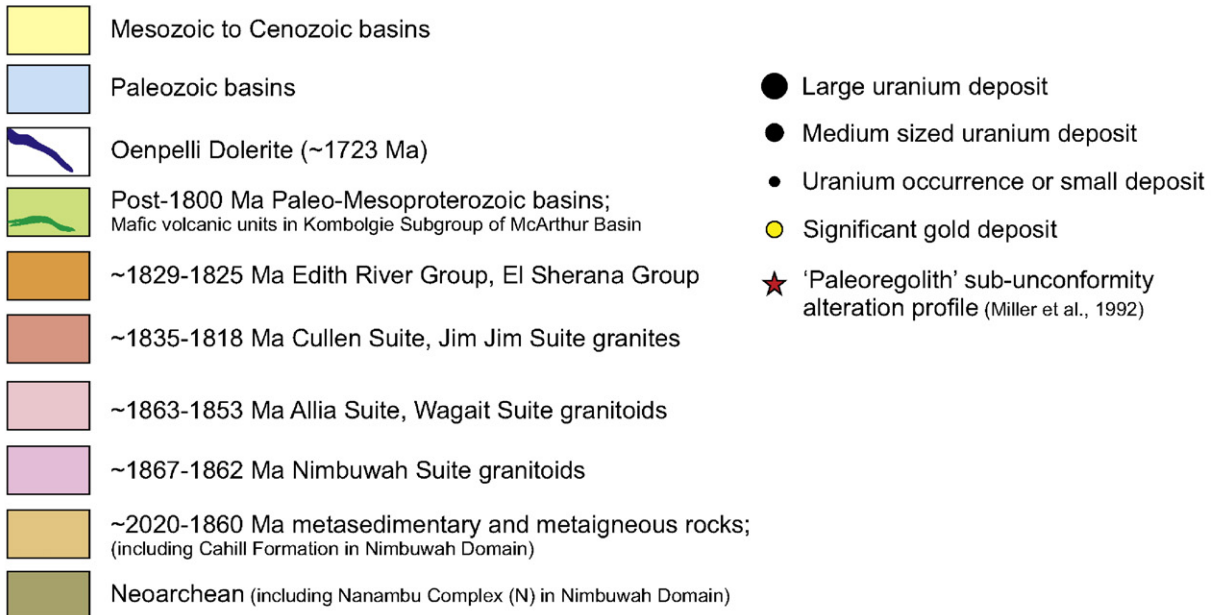 Mesozoic to Cenozoic basins
Paleozoic basins
Oenpelli Dolerite (~1723 Ma)
Post-1800 Ma Paleo-Mesoproterozoic basins;
Mafic volcanic units in Kombolgie Subgroup of McArthur Basin
~1829-1825 Ma Edith River Group, El Sherana Group
~1835-1818 Ma Cullen Suite, Jim Jim Suite granites
~1863-1853 Ma Allia Suite, Wagait Suite granitoids
~1867-1862 Ma Nimbuwah Suite granitoids
~2020-1860 Ma metasedimentary and metaigneous rocks;
(including Cahill Formation in Nimbuwah Domain)
Neoarchean (including Nanambu Complex (N) in Nimbuwah Domain)
Large uranium deposit
Medium sized uranium deposit
Uranium occurrence or small deposit
Significant gold deposit
‘Paleoregolith’ sub-unconformity
alteration profile (Miller et al., 1992)